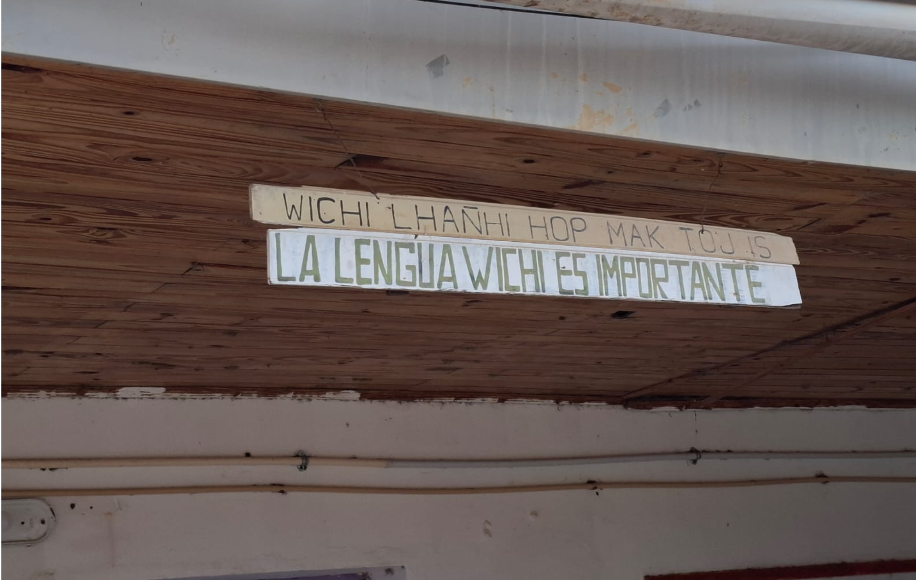 WICHI LHAÑHI HOP MAK TOJ IS
LA LENGUA WICHI ES IMPORTANTE